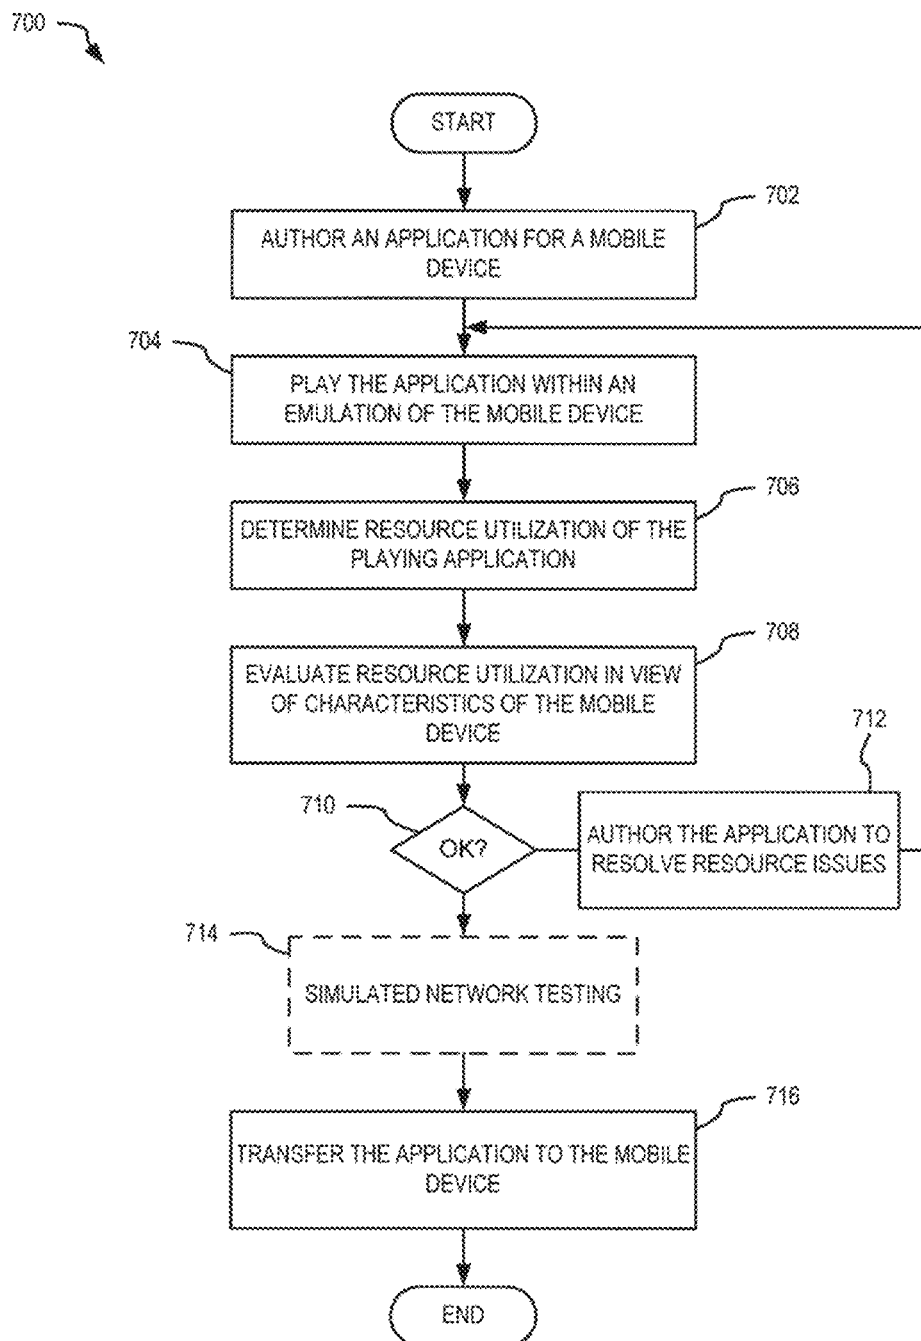 700
START
702
AUTHOR AN APPLICATION FOR A MOBILE
DEVICE
704
PLAY THE APPLICATION WITHIN AN
EMULATION OF THE MOBILE DEVICE
706
DETERMINE RESOURCE UTILIZATION OF THE
PLAYING APPLICATION
708
EVALUATE RESOURCE UTILIZATION IN VIEW
OF CHARACTERISTICS OF THE MOBILE
DEVICE
710
OK?
712
AUTHOR THE APPLICATION TO
RESOLVE RESOURCE ISSUES
714
SIMULATED NETWORK TESTING
716
TRANSFER THE APPLICATION TO THE MOBILE
DEVICE
END